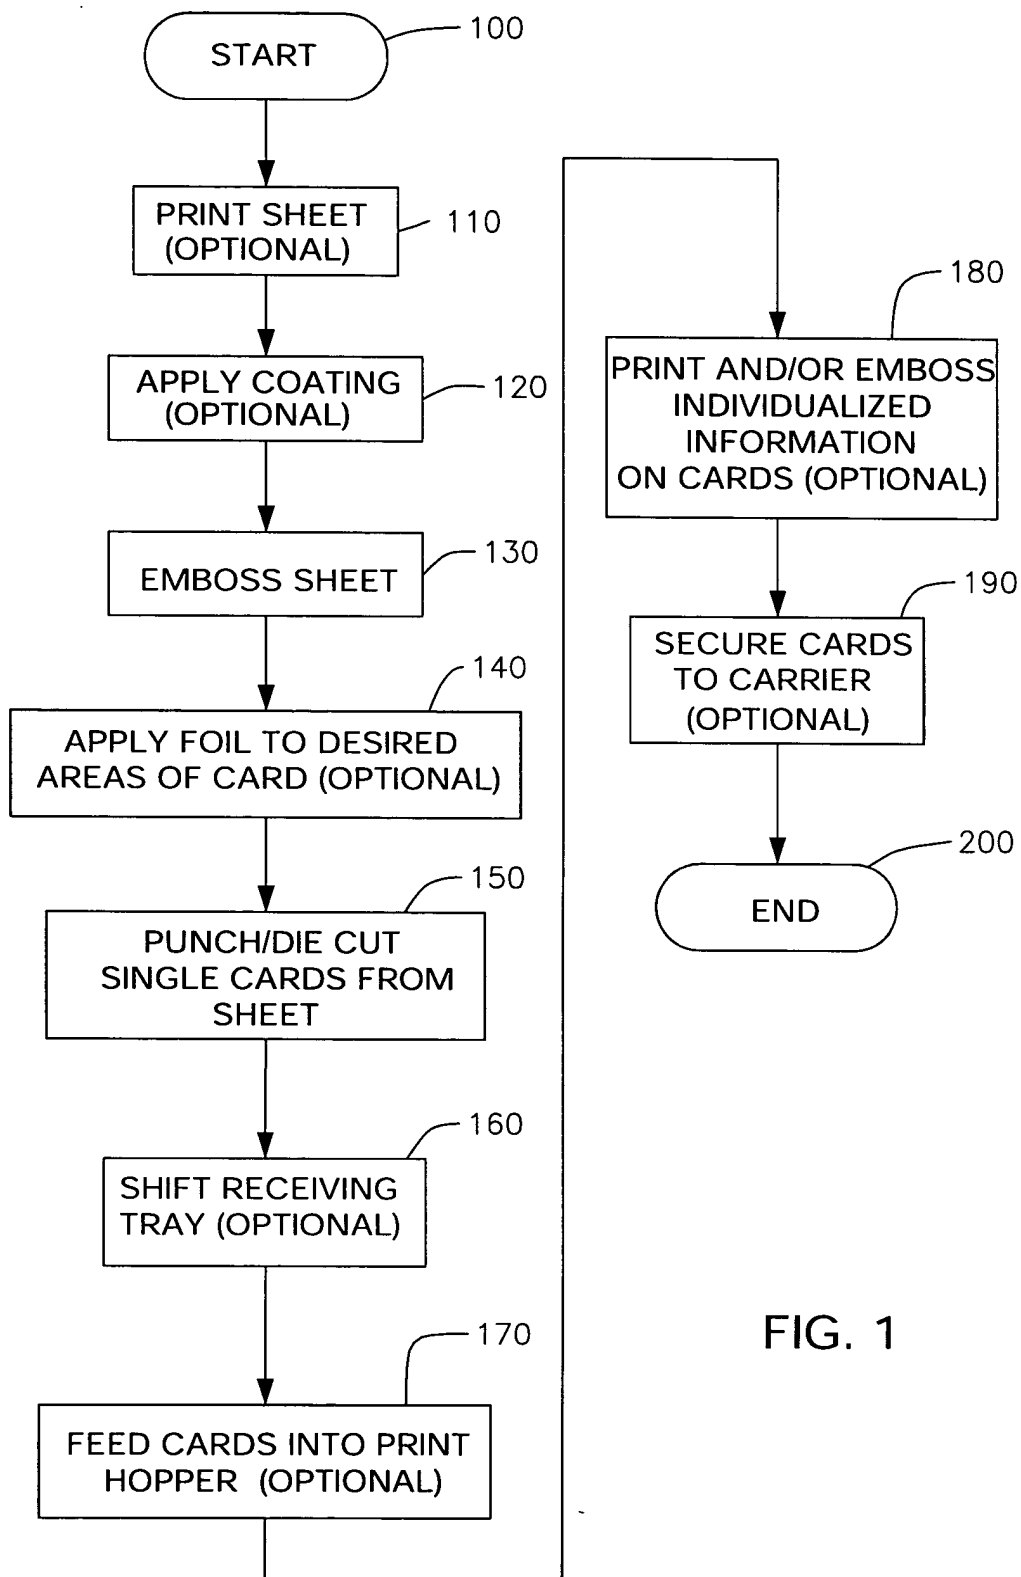 START
100
PRINT SHEET
(OPTIONAL)
110
APPLY COATING
(OPTIONAL)
120
EMBOSS SHEET
130
APPLY FOIL TO DESIRED
AREAS OF CARD (OPTIONAL)
140
PUNCH/DIE CUT
SINGLE CARDS FROM
SHEET
150
SHIFT RECEIVING
TRAY (OPTIONAL)
160
FEED CARDS INTO PRINT
HOPPER (OPTIONAL)
170
PRINT AND/OR EMBOSS
INDIVIDUALIZED
INFORMATION
ON CARDS (OPTIONAL)
180
SECURE CARDS
TO CARRIER
(OPTIONAL)
190
END
200
FIG. 1